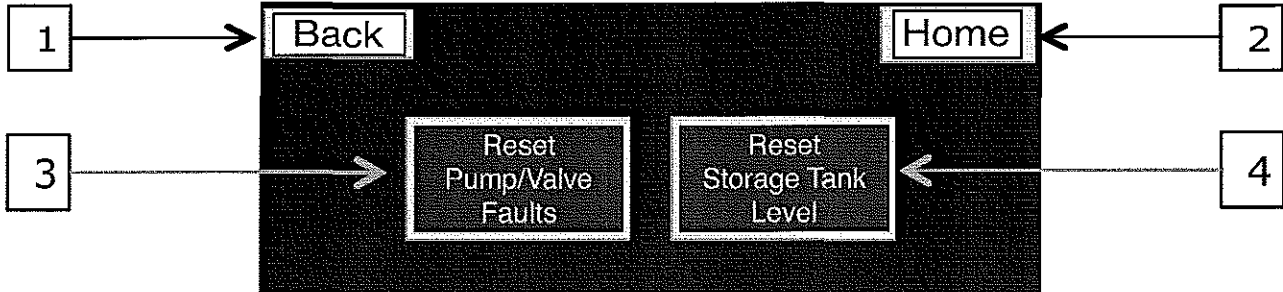 1
Back
Home
2
3
Reset
Pump/Valve
Faults
Reset
Storage Tank
Level
4